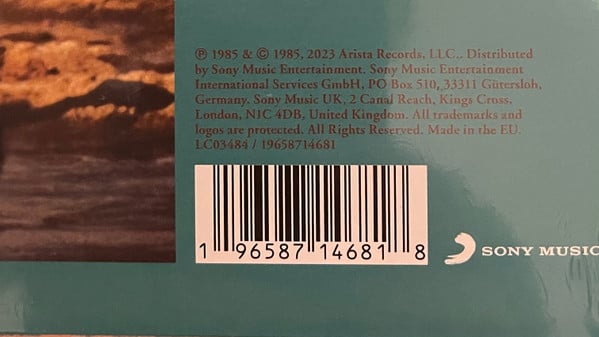 ℗ 1985 & © 1985, 2023 Arista Records, LLC.. Distributed
by Sony Music Entertainment. Sony Music Entertainment
International Services GmbH, PO Box 510, 33311 Gütersloh,
Germany. Sony Music UK, 2 Canal Reach, Kings Cross,
London, N1C 4DB, United Kingdom. All trademarks and
logos are protected. All Rights Reserved. Made in the EU.
LC03484 / 19658714681
1 96587 14681 8
SONY MUSIC